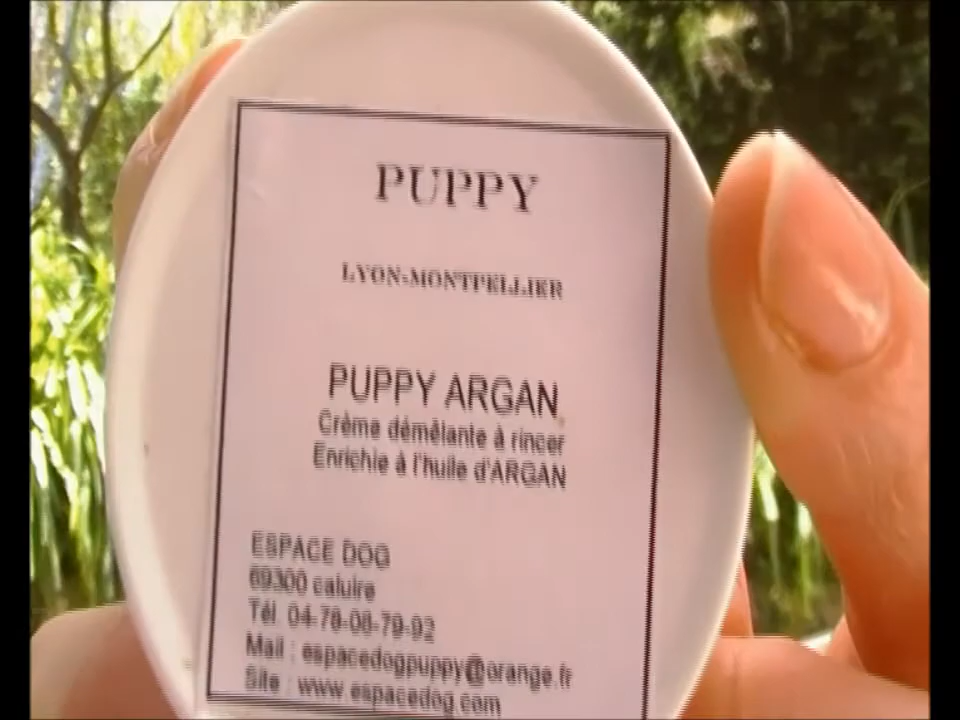 PUPPY
LYON-MONTPELLIER
PUPPY ARGAN
Crème démêlante à rincer
Enrichie à l'huile d'ARGAN
ESPACE DOG
69300 caluire
Tél 04-78-08-79-92
Mail : espacedogpuppy@orange.fr
Site : www.espacedog.com